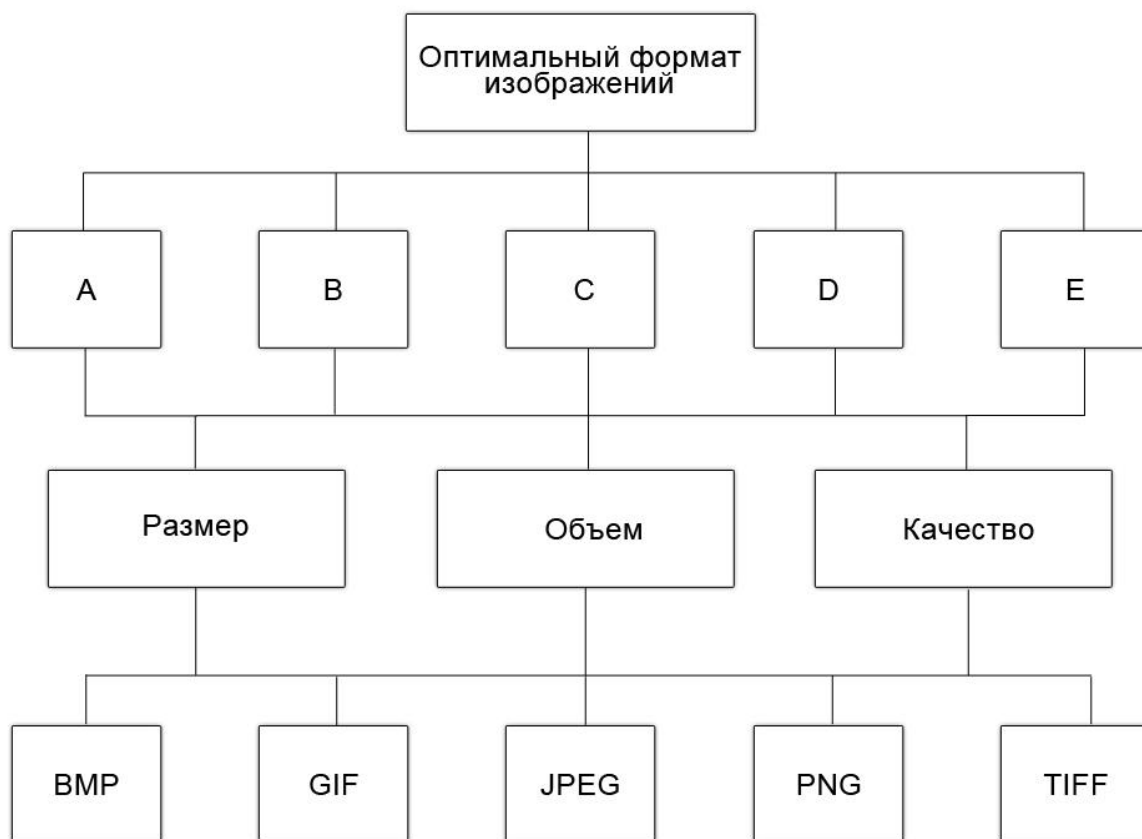 Оптимальный формат
изображений
A
B
C
D
E
Размер
Объем
Качество
BMP
GIF
JPEG
PNG
TIFF